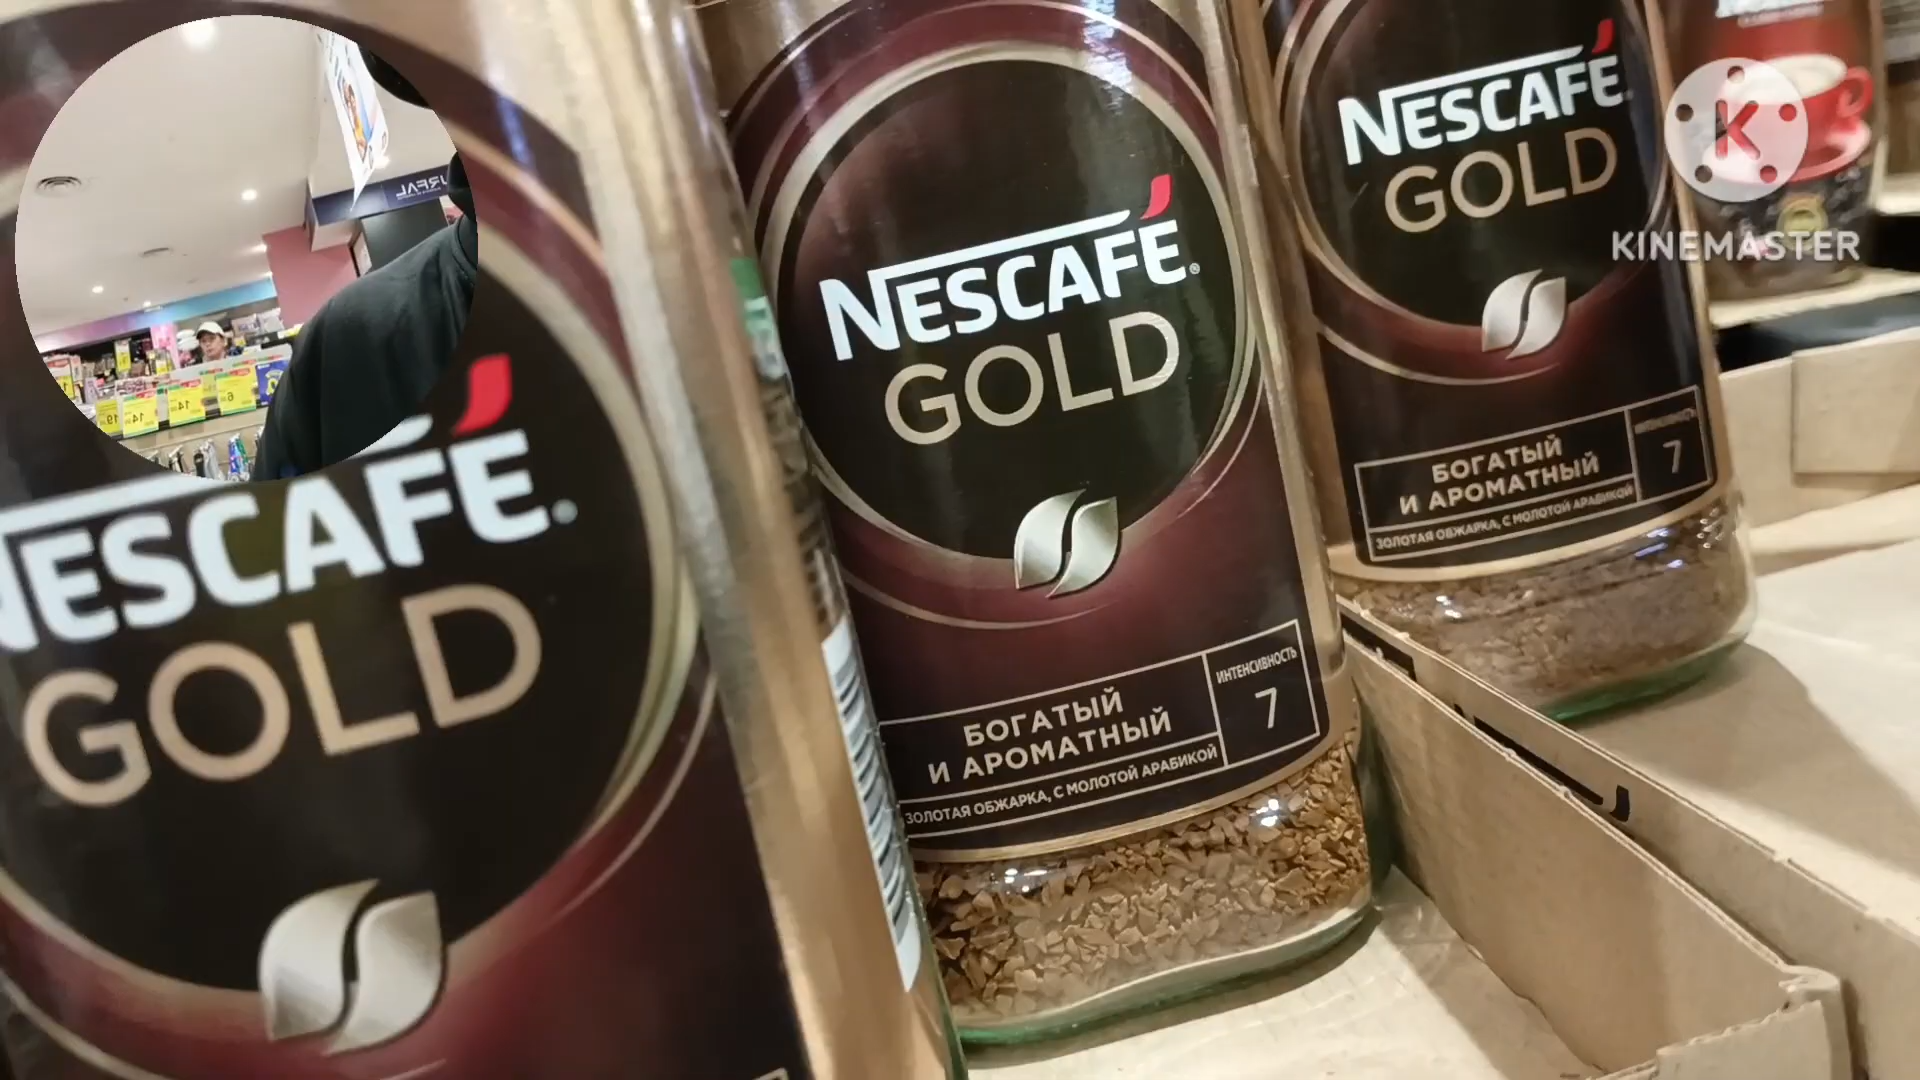 NESCAFÉ
GOLD
NESCAFÉ
GOLD
БОГАТЫЙ
И АРОМАТНЫЙ
ЗОЛОТАЯ ОБЖАРКА, С МОЛОТОЙ АРАБИКОЙ
ИНТЕНСИВНОСТЬ
7
NESCAFÉ
GOLD
БОГАТЫЙ
И АРОМАТНЫЙ
ЗОЛОТАЯ ОБЖАРКА, С МОЛОТОЙ АРАБИКОЙ
ИНТЕНСИВНОСТЬ
7
K
KINEMASTER